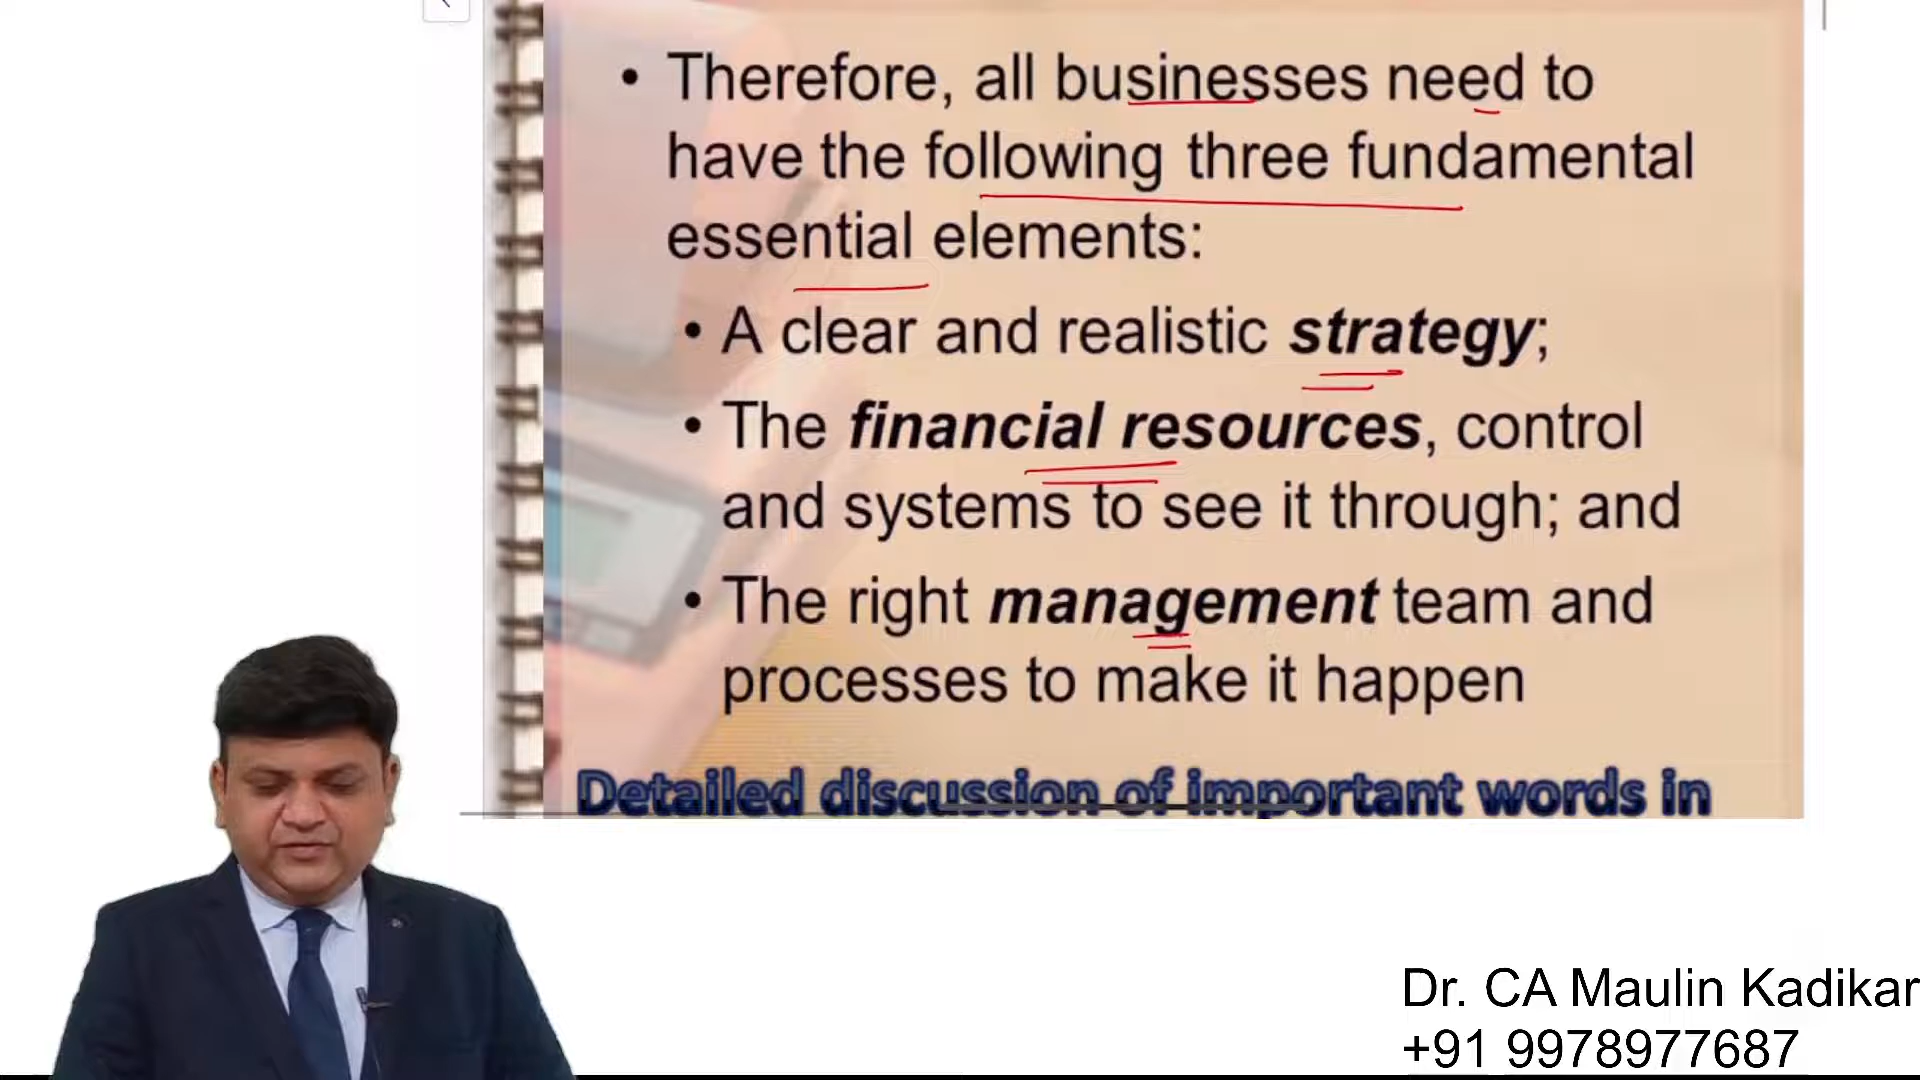 • Therefore, all businesses need to
have the following three fundamental
essential elements:
• A clear and realistic strategy;
• The financial resources, control
and systems to see it through; and
• The right management team and
processes to make it happen
Detailed discussion of important words in
Dr. CA Maulin Kadikar
+91 9978977687